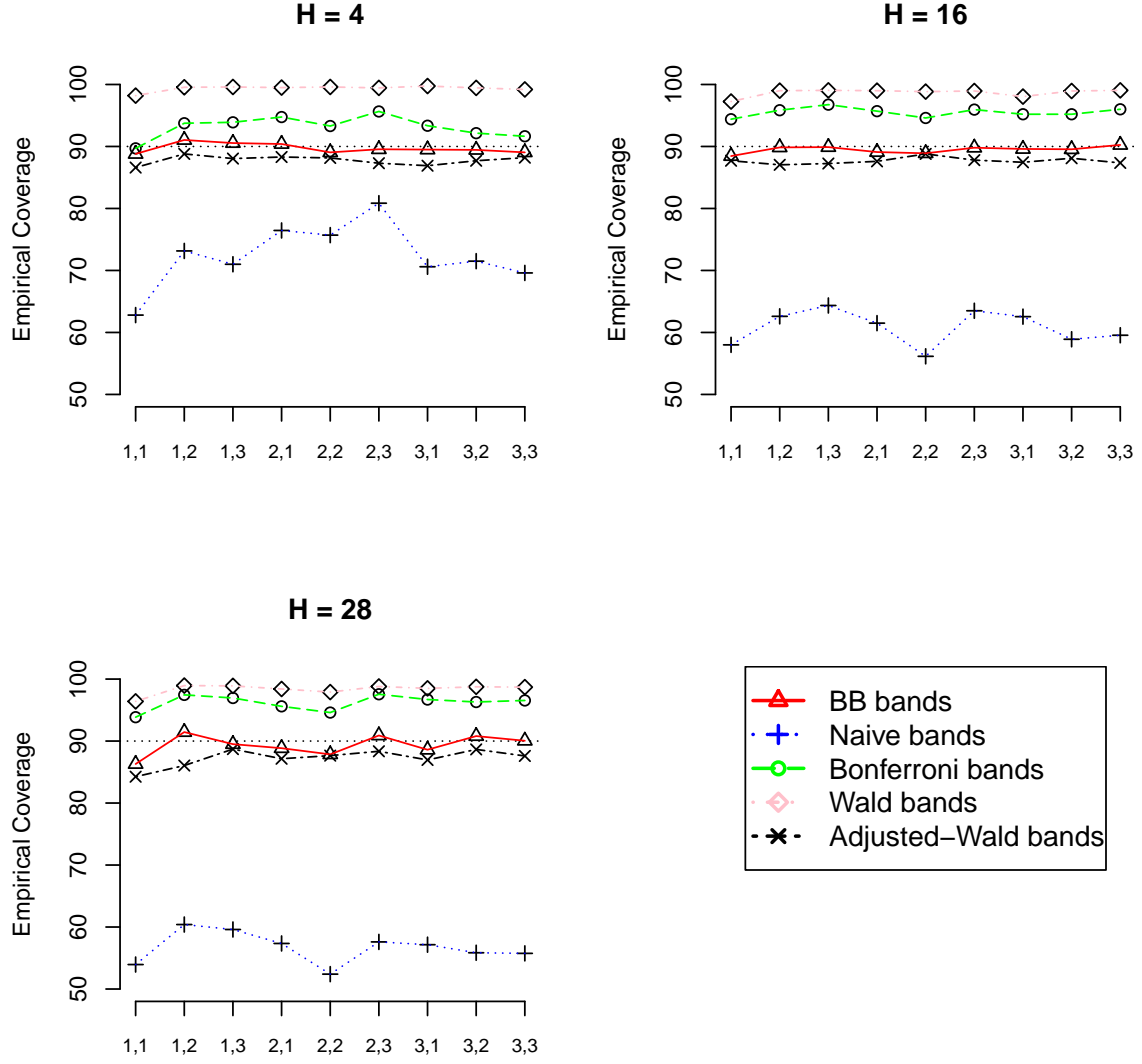 H = 4
Empirical Coverage
50 60 70 80 90 100
1,1 1,2 1,3 2,1 2,2 2,3 3,1 3,2 3,3
H = 16
Empirical Coverage
50 60 70 80 90 100
1,1 1,2 1,3 2,1 2,2 2,3 3,1 3,2 3,3
H = 28
Empirical Coverage
50 60 70 80 90 100
1,1 1,2 1,3 2,1 2,2 2,3 3,1 3,2 3,3
BB bands
Naive bands
Bonferroni bands
Wald bands
Adjusted−Wald bands